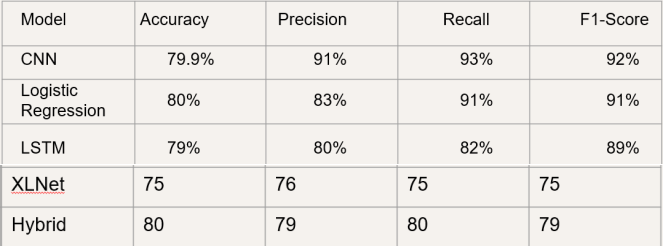 Model Accuracy Precision Recall F1-Score
CNN 79.9% 91% 93% 92%
Logistic
Regression 80% 83% 91% 91%
LSTM 79% 80% 82% 89%
XLNet 75 76 75 75
Hybrid 80 79 80 79